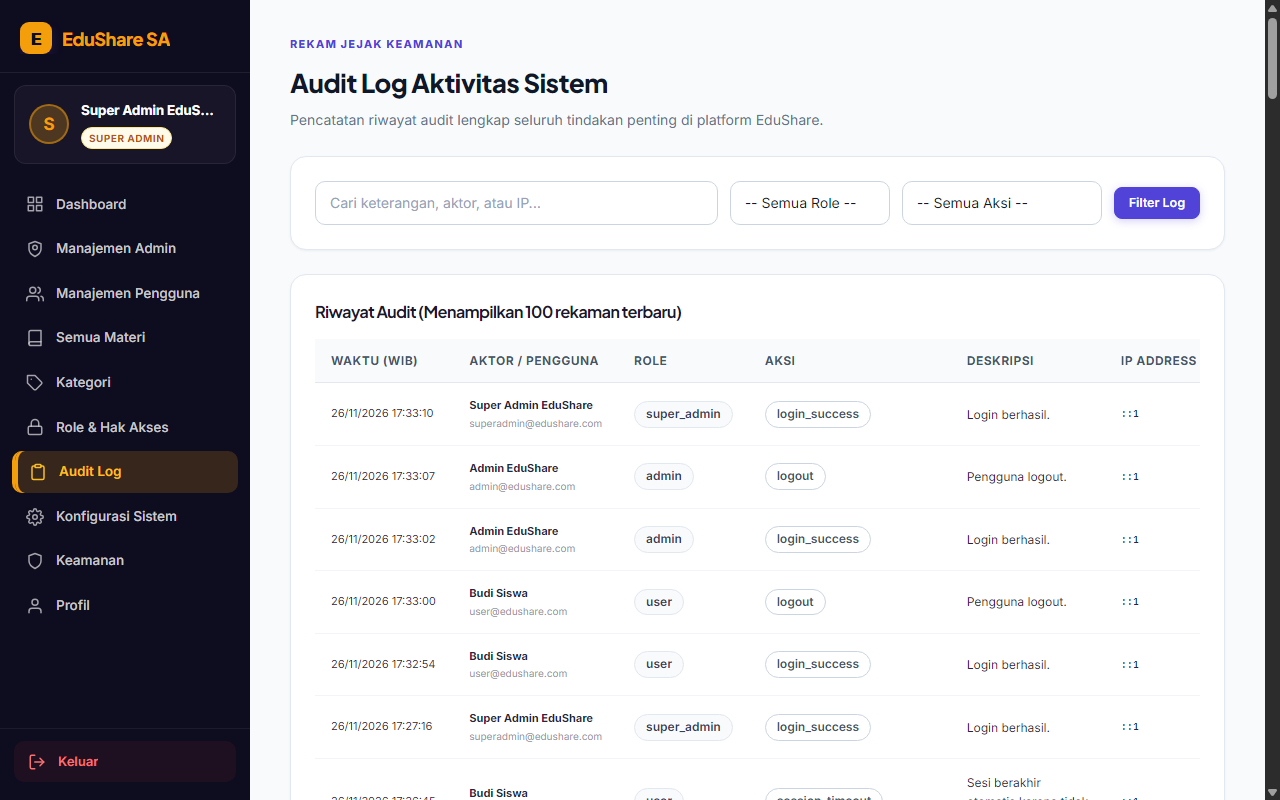 E EduShare SA
S Super Admin EduS...
SUPER ADMIN
Dashboard
Manajemen Admin
Manajemen Pengguna
Semua Materi
Kategori
Role & Hak Akses
Audit Log
Konfigurasi Sistem
Keamanan
Profil
Keluar
REKAM JEJAK KEAMANAN
Audit Log Aktivitas Sistem
Pencatatan riwayat audit lengkap seluruh tindakan penting di platform EduShare.
Cari keterangan, aktor, atau IP... -- Semua Role -- -- Semua Aksi -- Filter Log
Riwayat Audit (Menampilkan 100 rekaman terbaru)
WAKTU (WIB) AKTOR / PENGGUNA ROLE AKSI DESKRIPSI IP ADDRESS
26/11/2026 17:33:10 Super Admin EduShare superadmin@edushare.com super_admin login_success Login berhasil. ::1
26/11/2026 17:33:07 Admin EduShare admin@edushare.com admin logout Pengguna logout. ::1
26/11/2026 17:33:02 Admin EduShare admin@edushare.com admin login_success Login berhasil. ::1
26/11/2026 17:33:00 Budi Siswa user@edushare.com user logout Pengguna logout. ::1
26/11/2026 17:32:54 Budi Siswa user@edushare.com user login_success Login berhasil. ::1
26/11/2026 17:27:16 Super Admin EduShare superadmin@edushare.com super_admin login_success Login berhasil. ::1
Budi Siswa Sesi berakhir